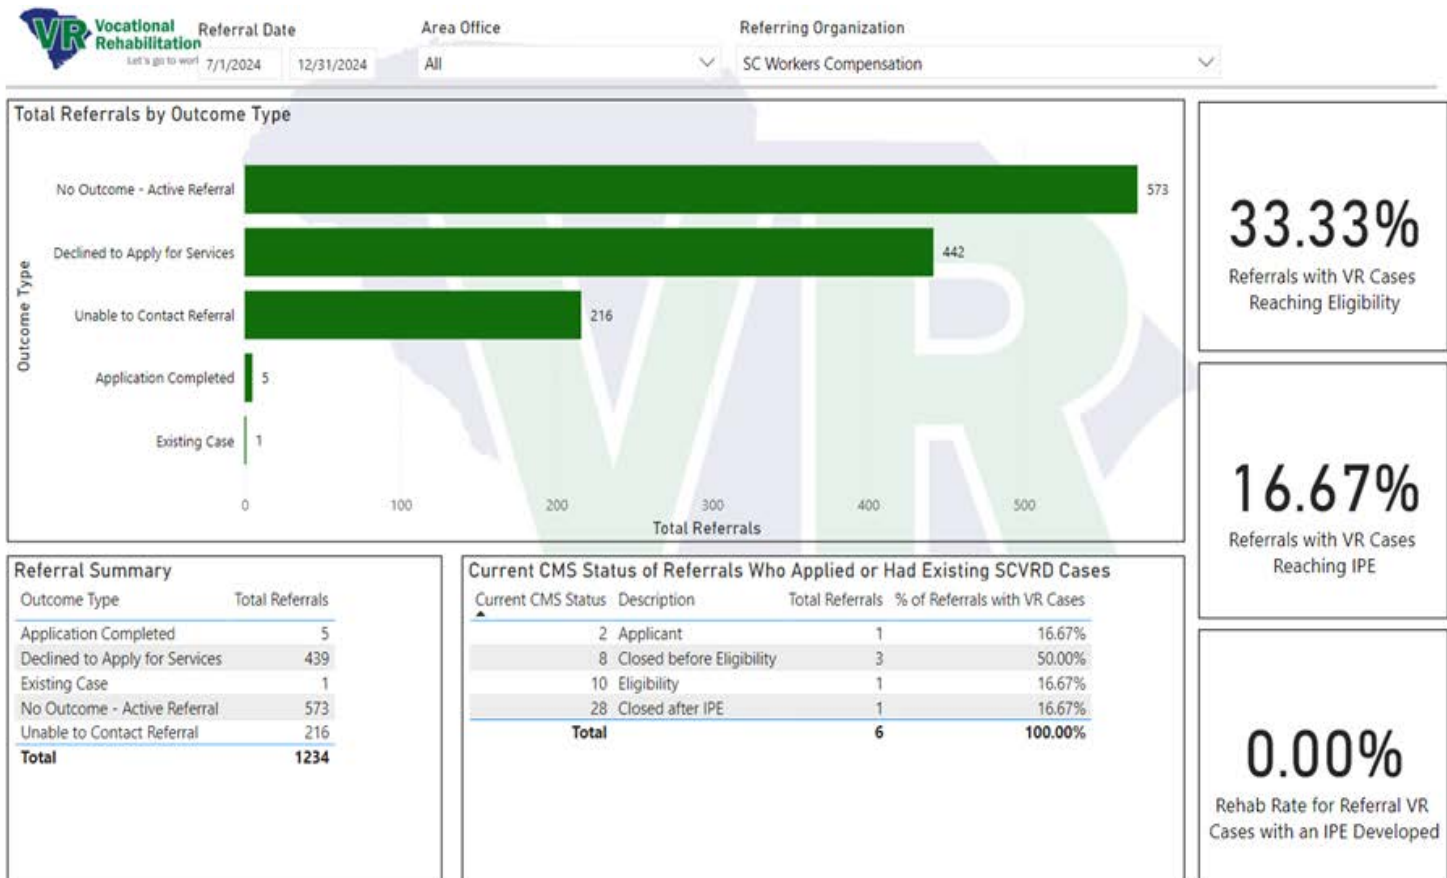 VR Vocational
Rehabilitation
Let's go to work
Referral Date
7/1/2024 12/31/2024
Area Office
All
Referring Organization
SC Workers Compensation
Total Referrals by Outcome Type
Outcome Type
No Outcome - Active Referral 573
Declined to Apply for Services 442
Unable to Contact Referral 216
Application Completed 5
Existing Case 1
0 100 200 300 400 500
Total Referrals
VR
33.33%
Referrals with VR Cases
Reaching Eligibility
16.67%
Referrals with VR Cases
Reaching IPE
0.00%
Rehab Rate for Referral VR
Cases with an IPE Developed
Referral Summary
Outcome Type Total Referrals
Application Completed 5
Declined to Apply for Services 439
Existing Case 1
No Outcome - Active Referral 573
Unable to Contact Referral 216
Total 1234
Current CMS Status of Referrals Who Applied or Had Existing SCVRD Cases
Current CMS Status Description Total Referrals % of Referrals with VR Cases
2 Applicant 1 16.67%
8 Closed before Eligibility 3 50.00%
10 Eligibility 1 16.67%
28 Closed after IPE 1 16.67%
Total 6 100.00%